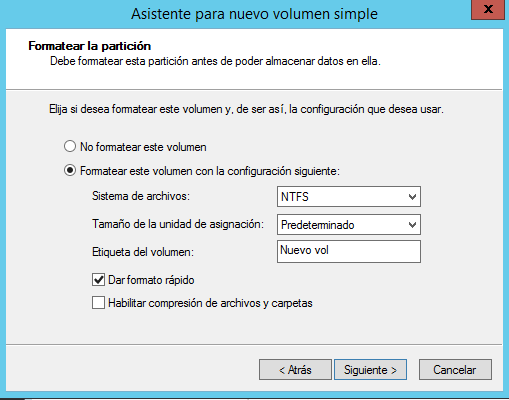 Asistente para nuevo volumen simple
x
Formatear la partición
Debe formatear esta partición antes de poder almacenar datos en ella.
Elija si desea formatear este volumen y, de ser así, la configuración que desea usar.
No formatear este volumen
Formatear este volumen con la configuración siguiente:
Sistema de archivos: NTFS
Tamaño de la unidad de asignación: Predeterminado
Etiqueta del volumen: Nuevo vol
Dar formato rápido
Habilitar compresión de archivos y carpetas
< Atrás Siguiente > Cancelar